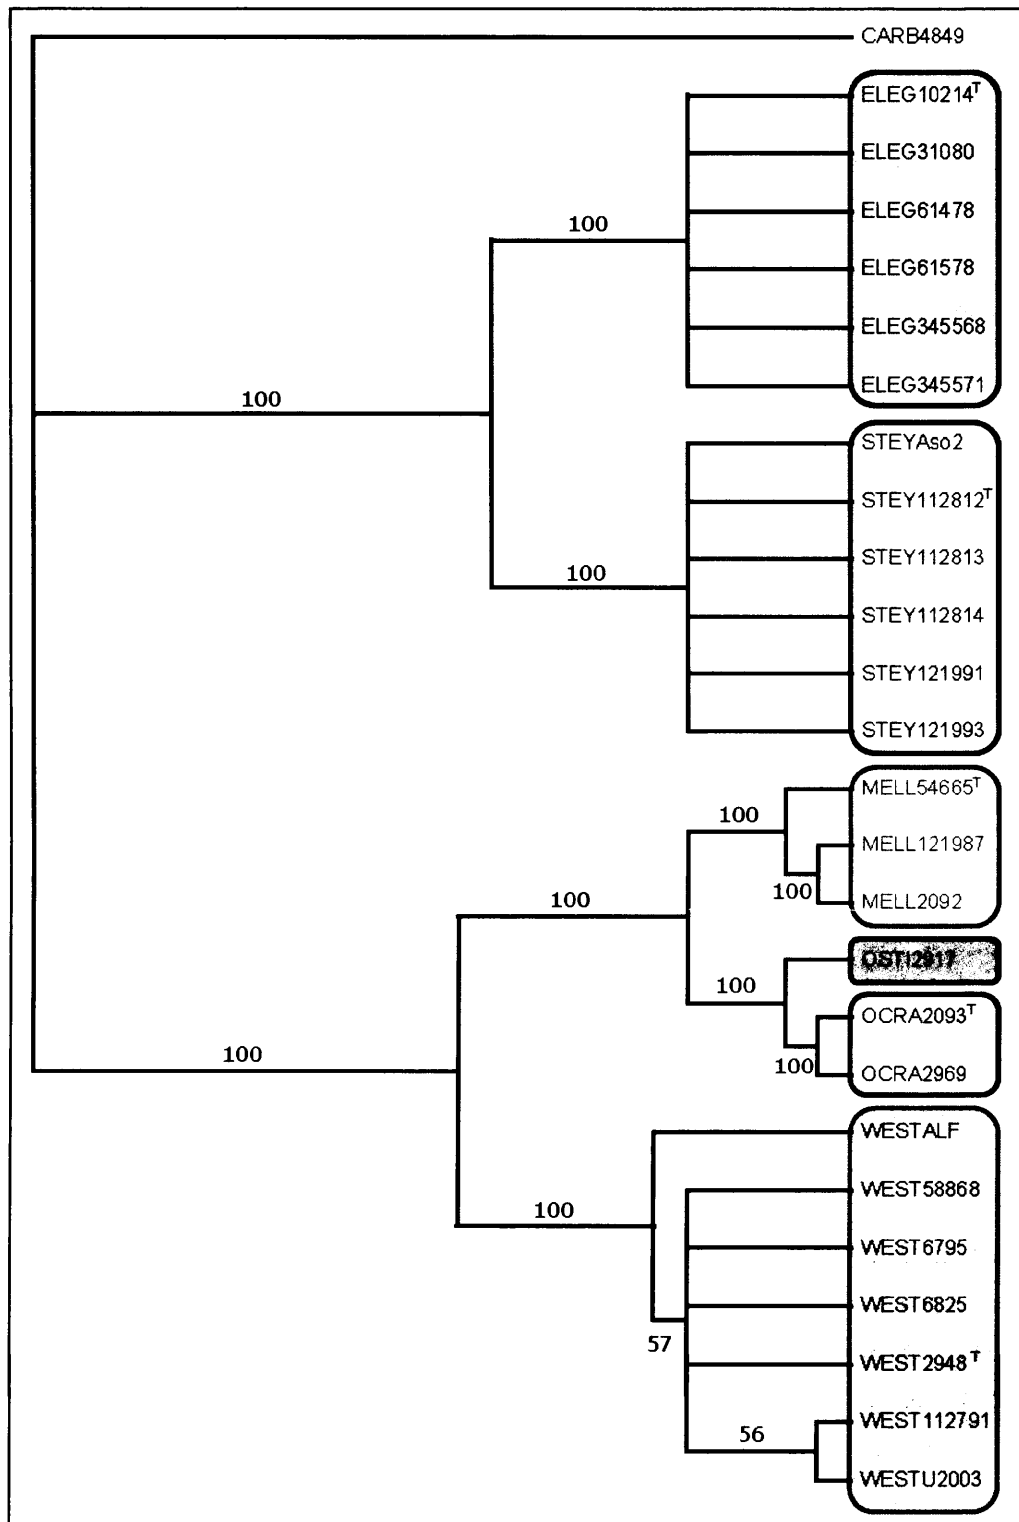 CARB4849
ELEG10214ᵀ
ELEG31080
100
ELEG61478
ELEG61578
ELEG345568
ELEG345571
100
STEYAso2
STEY112812ᵀ
STEY112813
100
STEY112814
STEY121991
STEY121993
MELL54665ᵀ
100
MELL121987
100
MELL2092
100
OSTI2917
100
OCRA2093ᵀ
100
100
OCRA2969
WESTALF
WEST58868
100
WEST6795
WEST6825
57
WEST2948ᵀ
WEST112791
56
WESTU2003